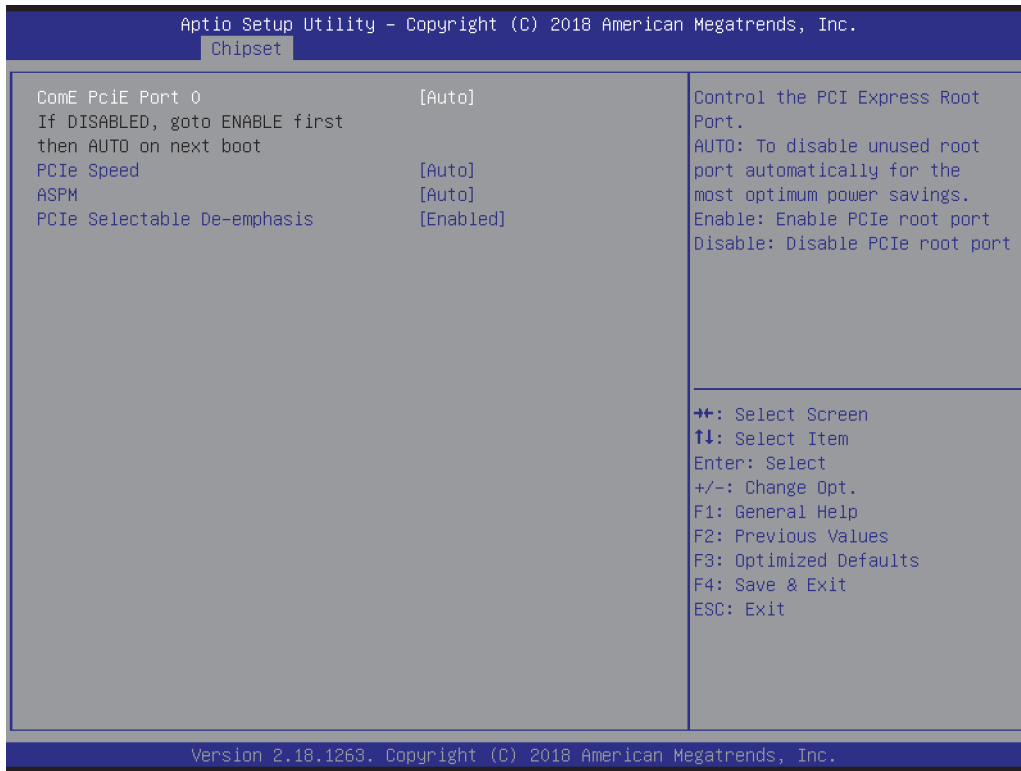 Aptio Setup Utility – Copyright (C) 2018 American Megatrends, Inc.
Chipset
ComE PciE Port 0 [Auto]
If DISABLED, goto ENABLE first
then AUTO on next boot
PCIe Speed [Auto]
ASPM [Auto]
PCIe Selectable De-emphasis [Enabled]
Control the PCI Express Root
Port.
AUTO: To disable unused root
port automatically for the
most optimum power savings.
Enable: Enable PCIe root port
Disable: Disable PCIe root port
→←: Select Screen
↑↓: Select Item
Enter: Select
+/-: Change Opt.
F1: General Help
F2: Previous Values
F3: Optimized Defaults
F4: Save & Exit
ESC: Exit
Version 2.18.1263. Copyright (C) 2018 American Megatrends, Inc.